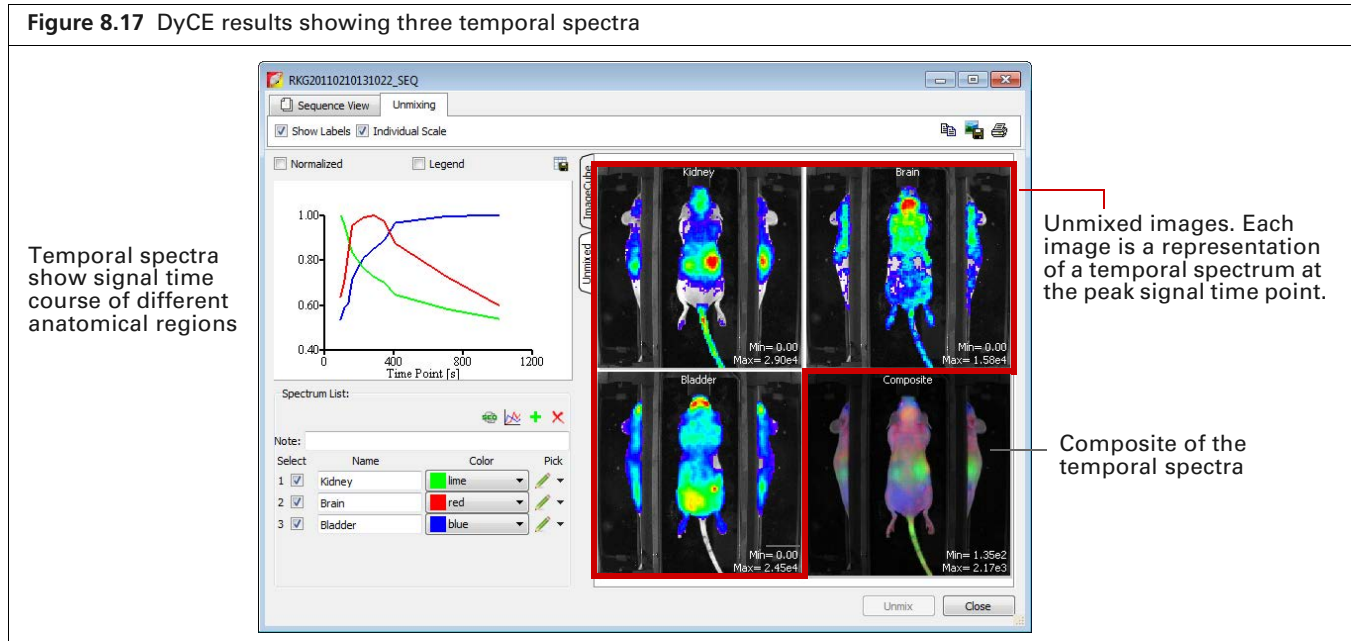 Figure 8.17 DyCE results showing three temporal spectra
RKG20110210131022_SEQ
Sequence View Unmixing
Show Labels Individual Scale
Normalized Legend
1.00
0.80
0.60
0.40
0 400 800 1200
Time Point [s]
Temporal spectra
show signal time
course of different
anatomical regions
Spectrum List:
SEQ
Note:
Select Name Color Pick
1 Kidney lime
2 Brain red
3 Bladder blue
ImageCube
Unmixed
Kidney
Min= 0.00
Max= 2.90e4
Brain
Min= 0.00
Max= 1.58e4
Bladder
Min= 0.00
Max= 2.45e4
Composite
Min= 1.35e2
Max= 2.17e3
Unmixed images. Each
image is a representation
of a temporal spectrum at
the peak signal time point.
Composite of the
temporal spectra
Unmix Close